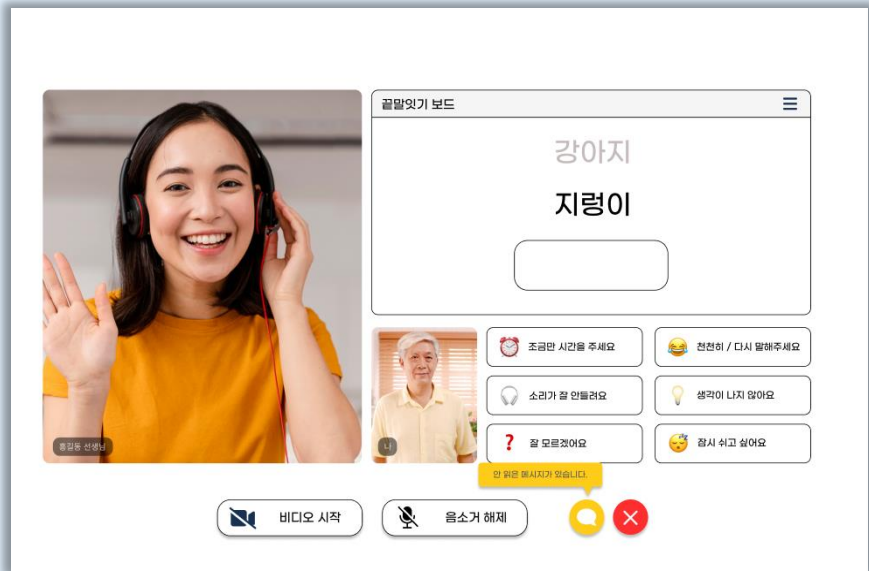 끝말잇기 보드
강아지
지렁이
홍길동 선생님
나
조금만 시간을 주세요
천천히 / 다시 말해주세요
소리가 잘 안들려요
생각이 나지 않아요
? 잘 모르겠어요
잠시 쉬고 싶어요
안 읽은 메시지가 있습니다.
비디오 시작
음소거 해제